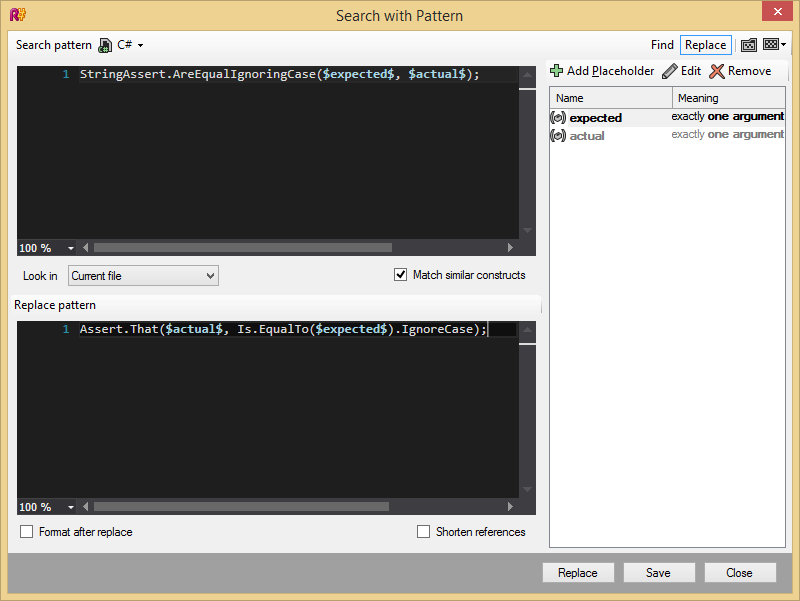 R#
Search with Pattern
Search pattern C# Find Replace
1 StringAssert.AreEqualIgnoringCase($expected$, $actual$);
100 %
Look in Current file Match similar constructs
Replace pattern
1 Assert.That($actual$, Is.EqualTo($expected$).IgnoreCase);
100 %
Format after replace Shorten references
Add Placeholder Edit Remove
Name Meaning
expected exactly one argument
actual exactly one argument
Replace Save Close